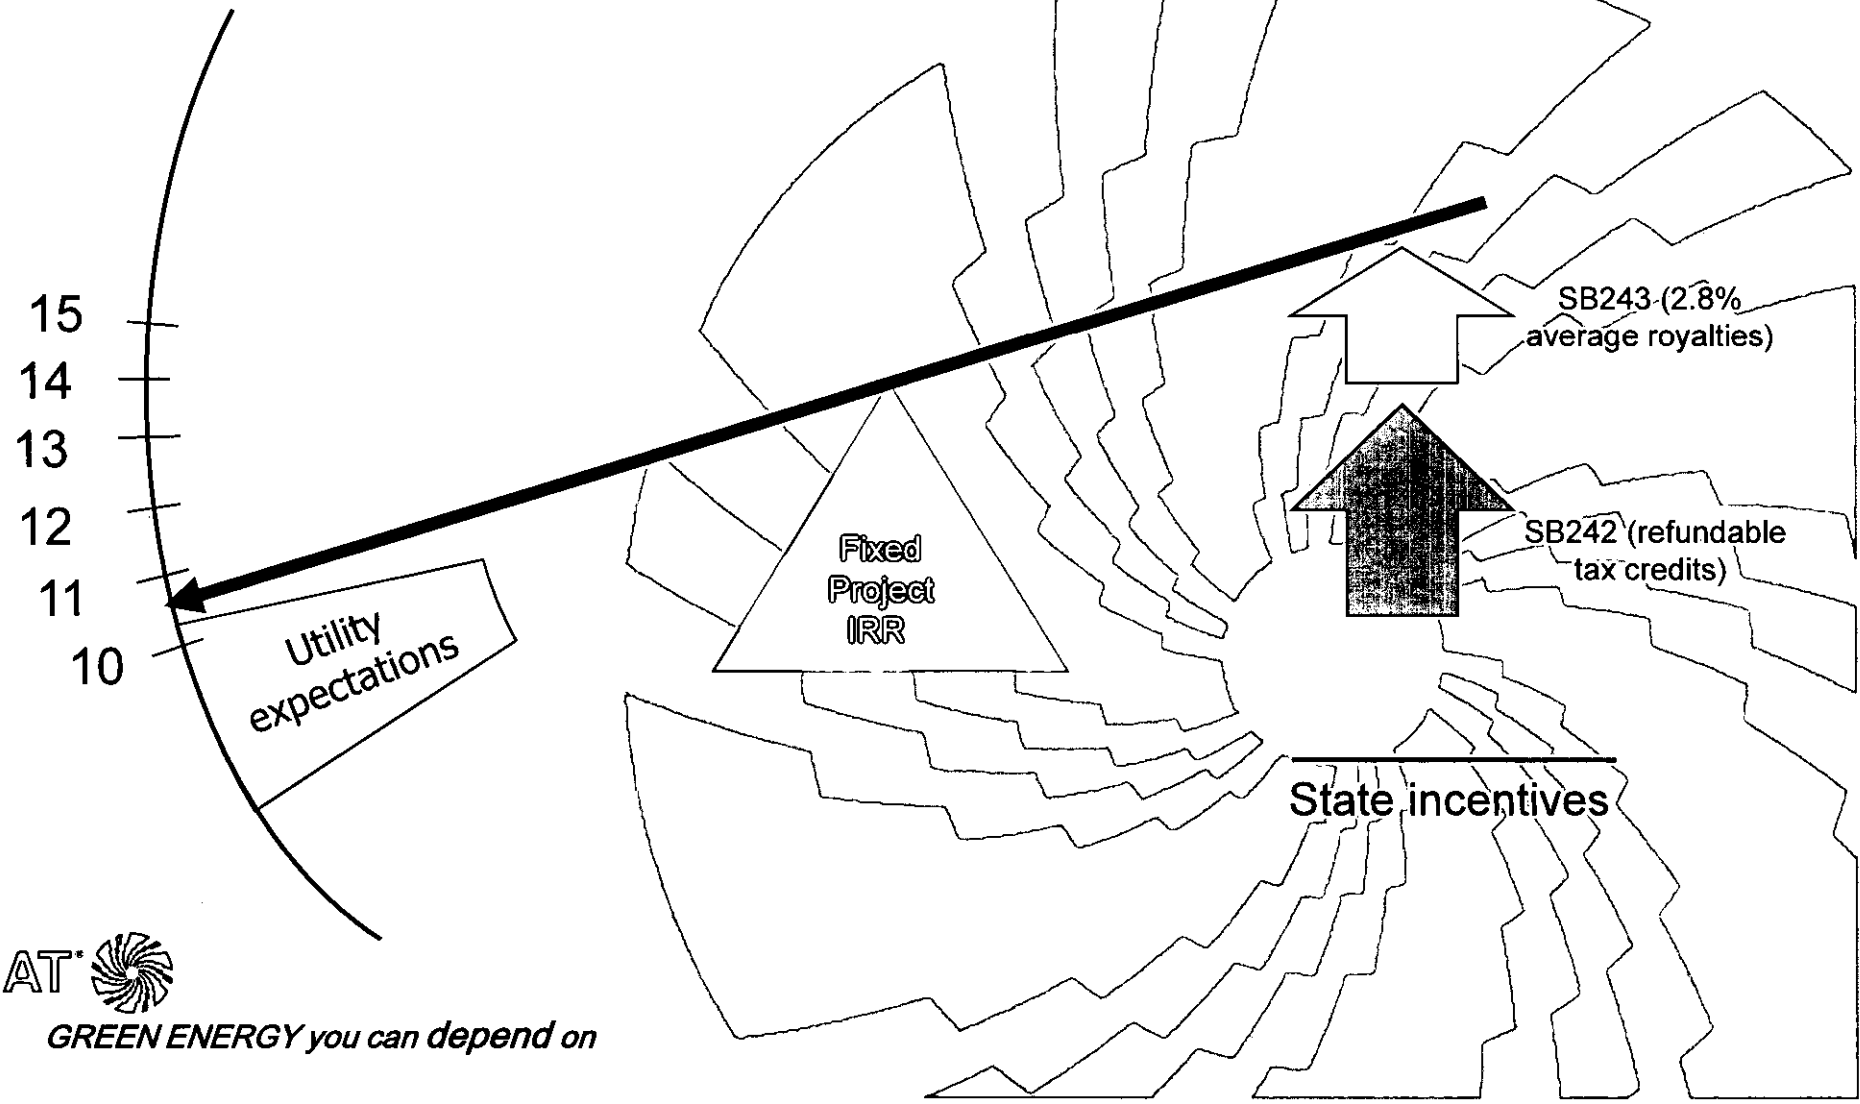 15
14
13
12
11
10
Utility
expectations
Fixed
Project
IRR
SB243 (2.8%
average royalties)
SB242 (refundable
tax credits)
State incentives
AT®
GREEN ENERGY you can depend on